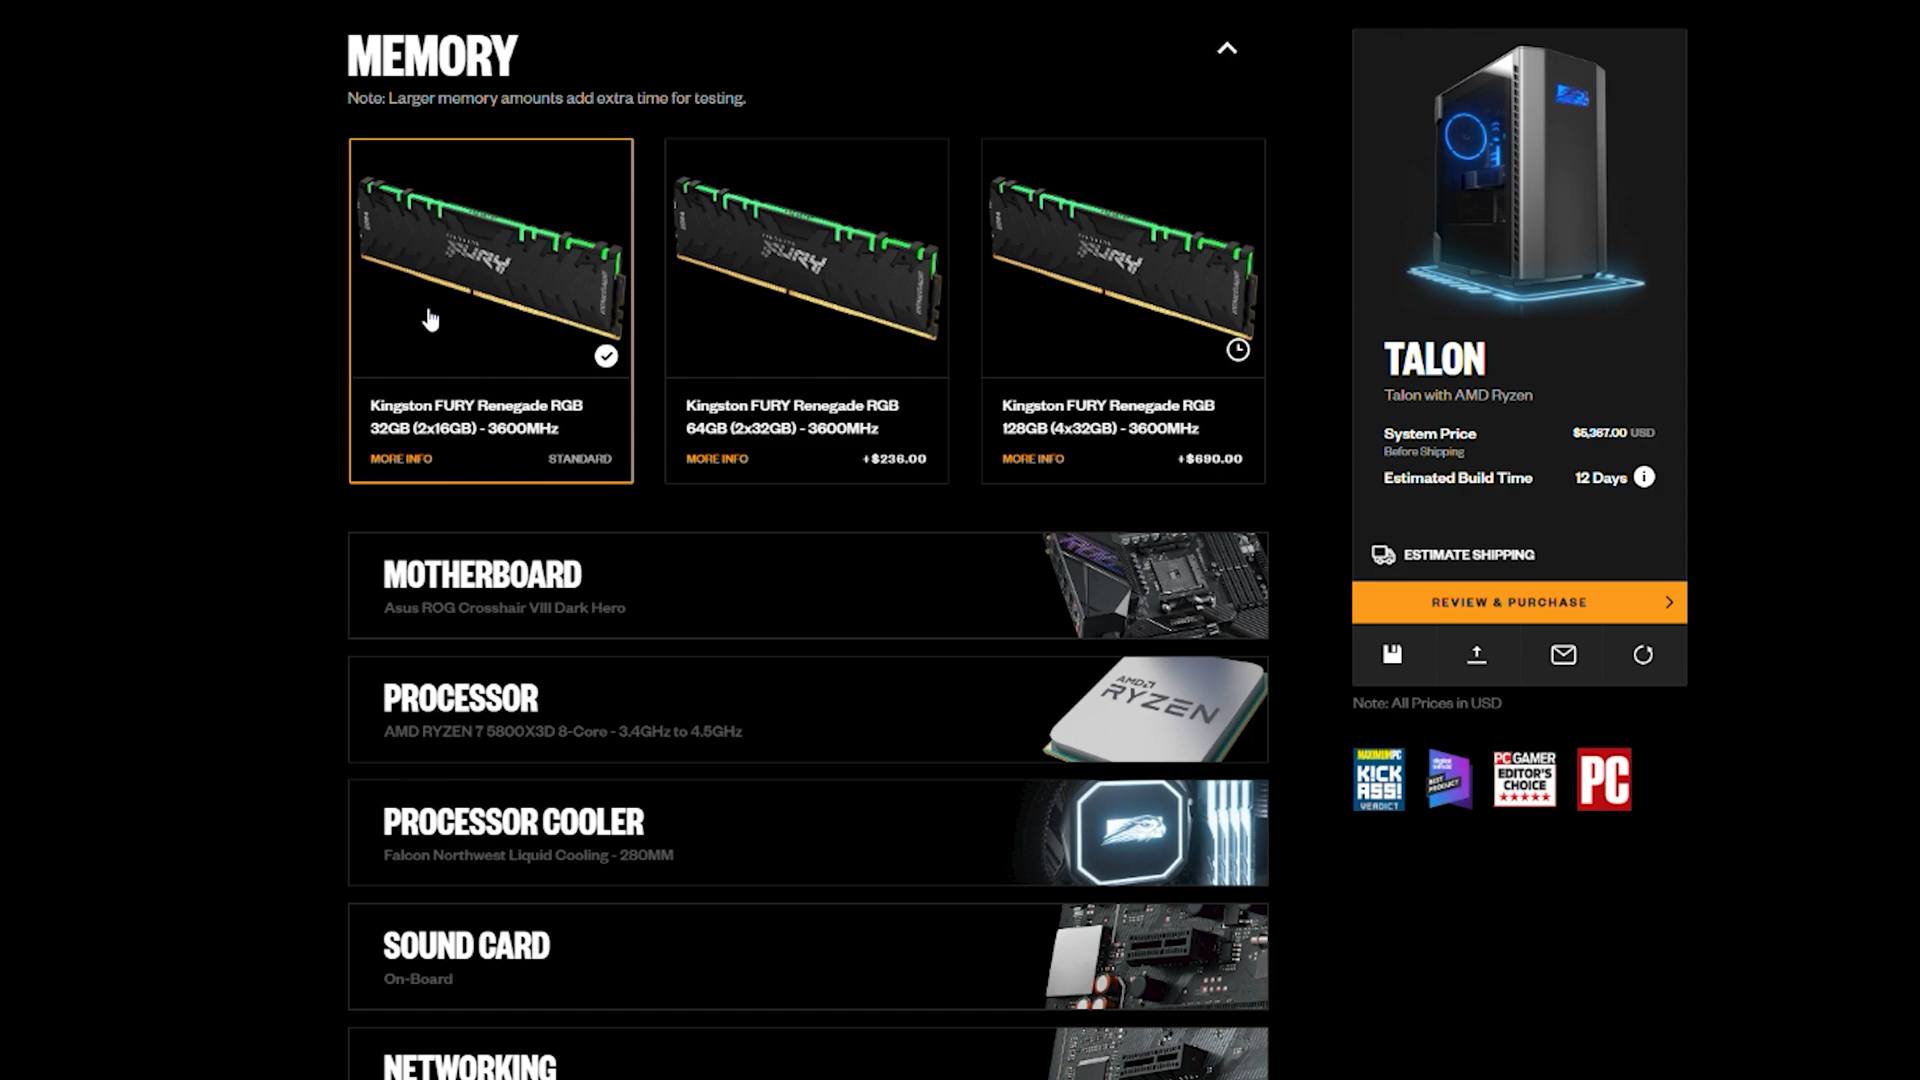 MEMORY
Note: Larger memory amounts add extra time for testing.
FURY
FURY
FURY
Kingston FURY Renegade RGB
32GB (2x16GB) - 3600MHz
MORE INFO
STANDARD
Kingston FURY Renegade RGB
64GB (2x32GB) - 3600MHz
MORE INFO
+$236.00
Kingston FURY Renegade RGB
128GB (4x32GB) - 3600MHz
MORE INFO
+$690.00
MOTHERBOARD
Asus ROG Crosshair VIII Dark Hero
PROCESSOR
AMD RYZEN 7 5800X3D 8-Core - 3.4GHz to 4.5GHz
AMD
RYZEN
PROCESSOR COOLER
Falcon Northwest Liquid Cooling - 280MM
SOUND CARD
On-Board
NETWORKING
TALON
Talon with AMD Ryzen
System Price
USD
Before Shipping
Estimated Build Time
12 Days
ESTIMATE SHIPPING
REVIEW & PURCHASE
Note: All Prices in USD
MAXIMUMPC
KICK
ASS!
VERDICT
BEST
PRODUCT
PC GAMER
EDITOR'S
CHOICE
PC